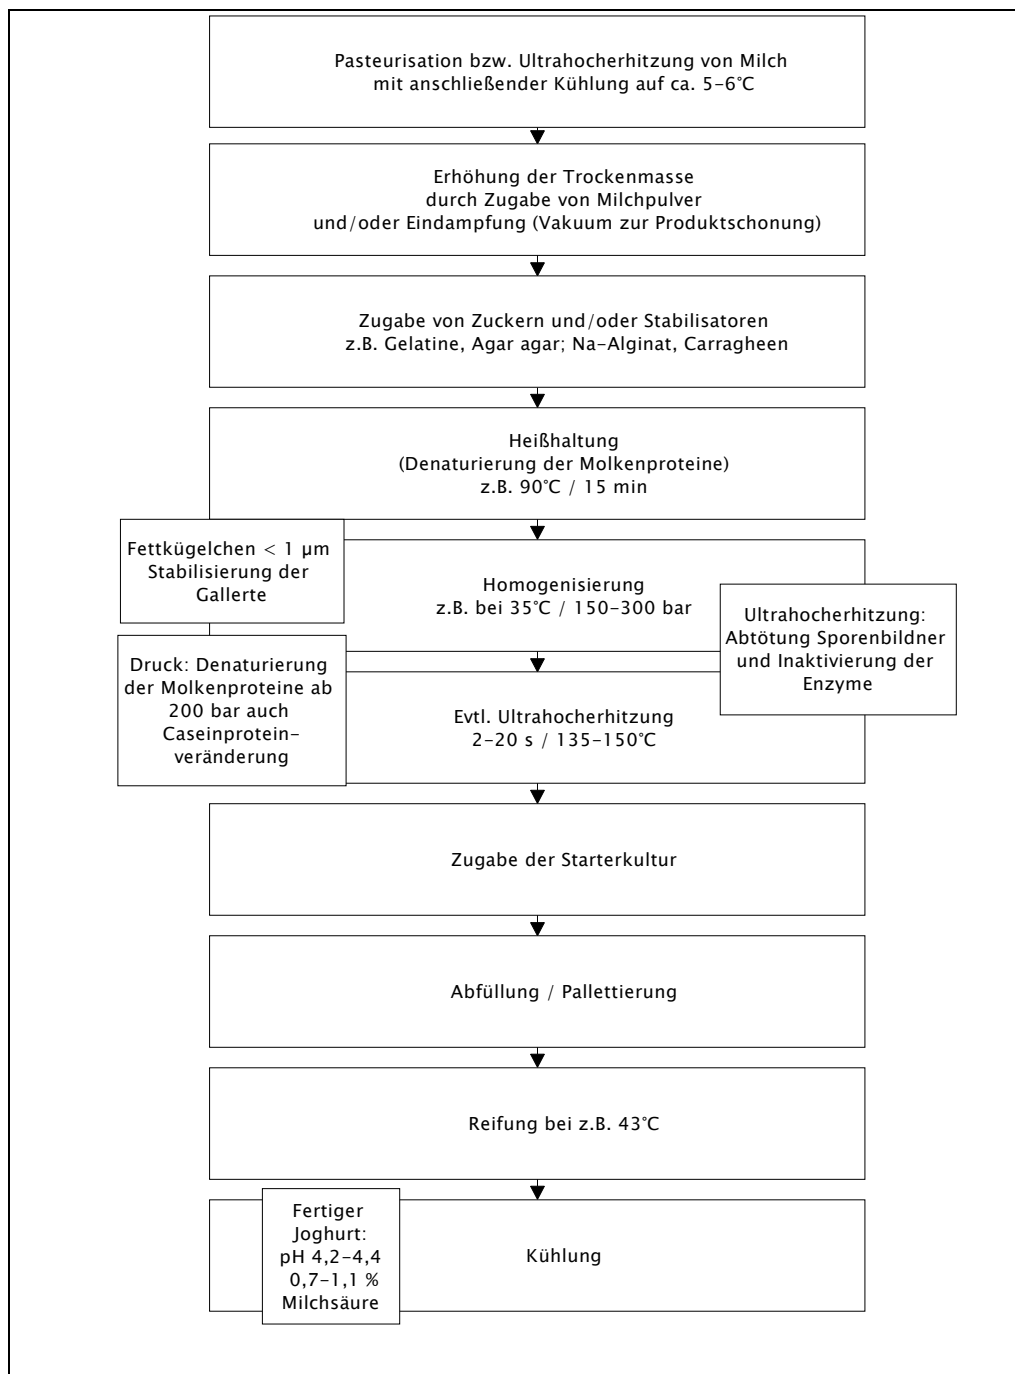 Pasteurisation bzw. Ultrahocherhitzung von Milch
mit anschließender Kühlung auf ca. 5–6°C
Erhöhung der Trockenmasse
durch Zugabe von Milchpulver
und/oder Eindampfung (Vakuum zur Produktschonung)
Zugabe von Zuckern und/oder Stabilisatoren
z.B. Gelatine, Agar agar; Na–Alginat, Carragheen
Heißhaltung
(Denaturierung der Molkenproteine)
z.B. 90°C / 15 min
Fettkügelchen < 1 µm
Stabilisierung der
Gallerte
Homogenisierung
z.B. bei 35°C / 150–300 bar
Ultrahocherhitzung:
Abtötung Sporenbildner
und Inaktivierung der
Enzyme
Druck: Denaturierung
der Molkenproteine ab
200 bar auch
Caseinprotein–
veränderung
Evtl. Ultrahocherhitzung
2–20 s / 135–150°C
Zugabe der Starterkultur
Abfüllung / Pallettierung
Reifung bei z.B. 43°C
Fertiger
Joghurt:
pH 4,2–4,4
0,7–1,1 %
Milchsäure
Kühlung